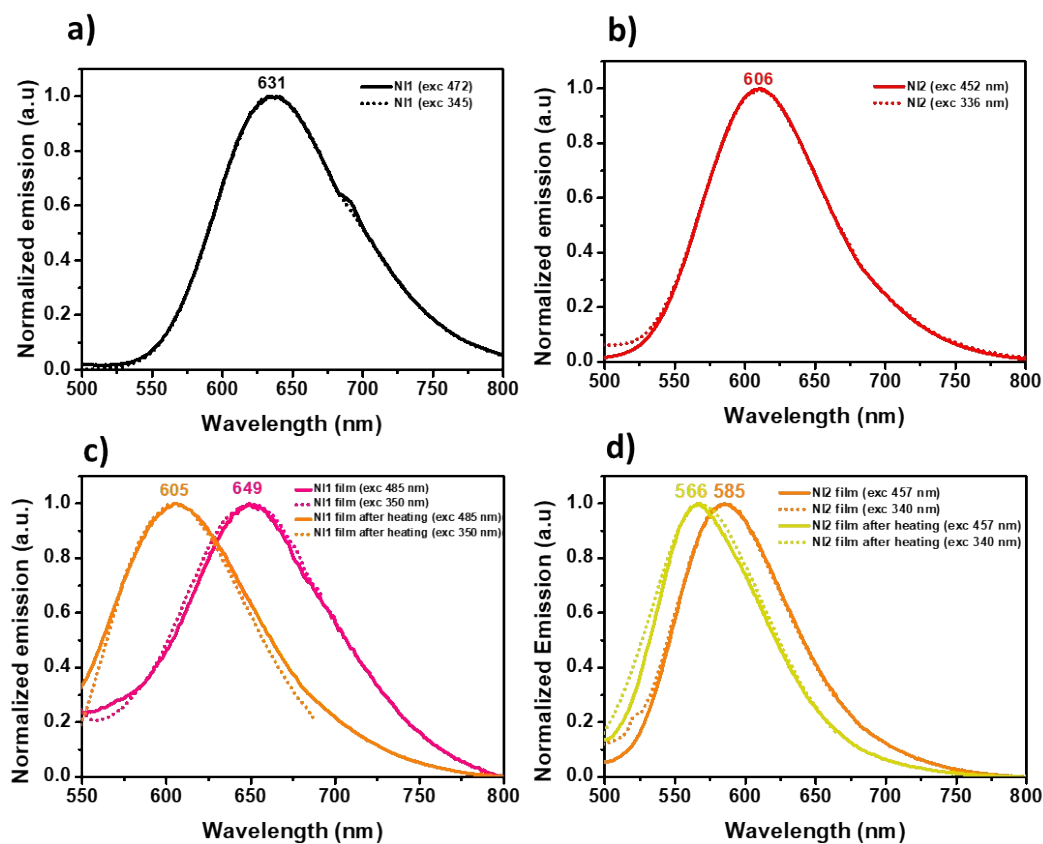 a)
631
NI1 (exc 472)
NI1 (exc 345)
Normalized emission (a.u)
1.0
0.8
0.6
0.4
0.2
0.0
500 550 600 650 700 750 800
Wavelength (nm)
b)
606
NI2 (exc 452 nm)
NI2 (exc 336 nm)
Normalized emission (a.u
1.0
0.8
0.6
0.4
0.2
0.0
500 550 600 650 700 750 800
Wavelength (nm)
c)
605 649
NI1 film (exc 485 nm)
NI1 film (exc 350 nm)
NI1 film after heating (exc 485 nm)
NI1 film after heating (exc 350 nm)
Normalized emission (a.u.)
1.0
0.8
0.6
0.4
0.2
0.0
550 600 650 700 750 800
Wavelength (nm)
d)
566 585
NI2 film (exc 457 nm)
NI2 film (exc 340 nm)
NI2 film after heating (exc 457 nm)
NI2 film after heating (exc 340 nm)
Normalized Emission (a.u
1.0
0.8
0.6
0.4
0.2
0.0
500 550 600 650 700 750 800
Wavelength (nm)